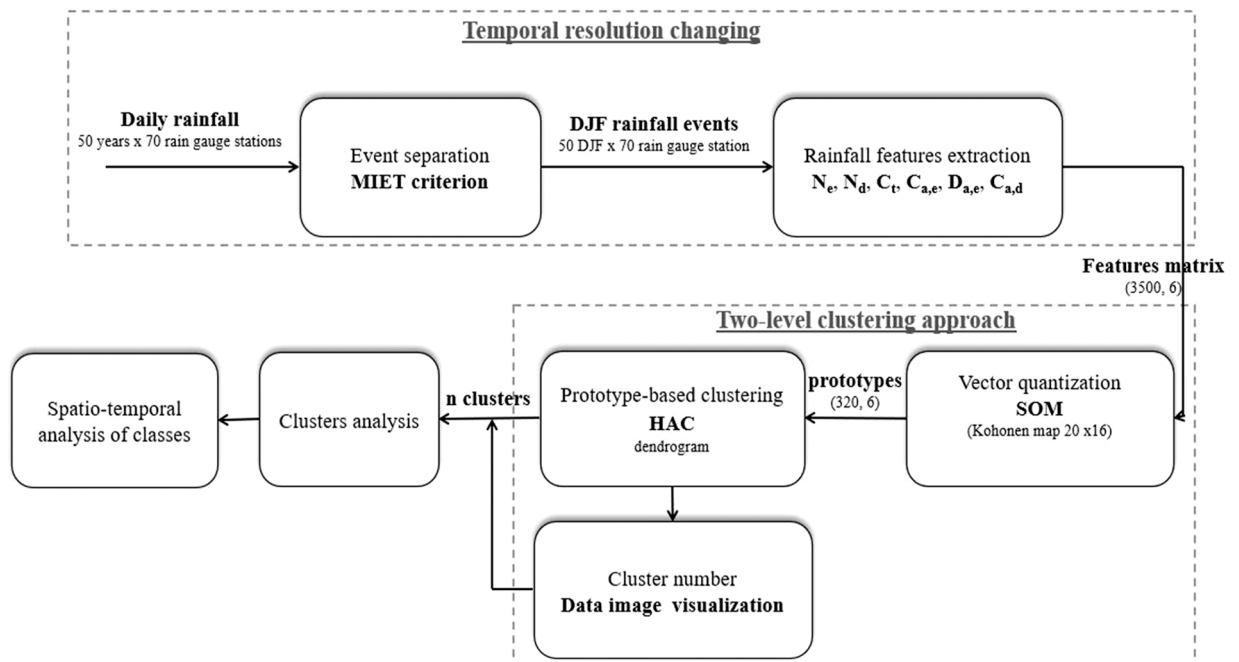 Temporal resolution changing
Daily rainfall
50 years x 70 rain gauge stations
Event separation
MIET criterion
DJF rainfall events
50 DJF x 70 rain gauge station
Rainfall features extraction
Ne, Nd, Ct, Ca,e, Da,e, Ca,d
Features matrix
(3500, 6)
Two-level clustering approach
Vector quantization
SOM
(Kohonen map 20 x16)
prototypes
(320, 6)
Prototype-based clustering
HAC
dendrogram
n clusters
Clusters analysis
Spatio-temporal
analysis of classes
Cluster number
Data image visualization